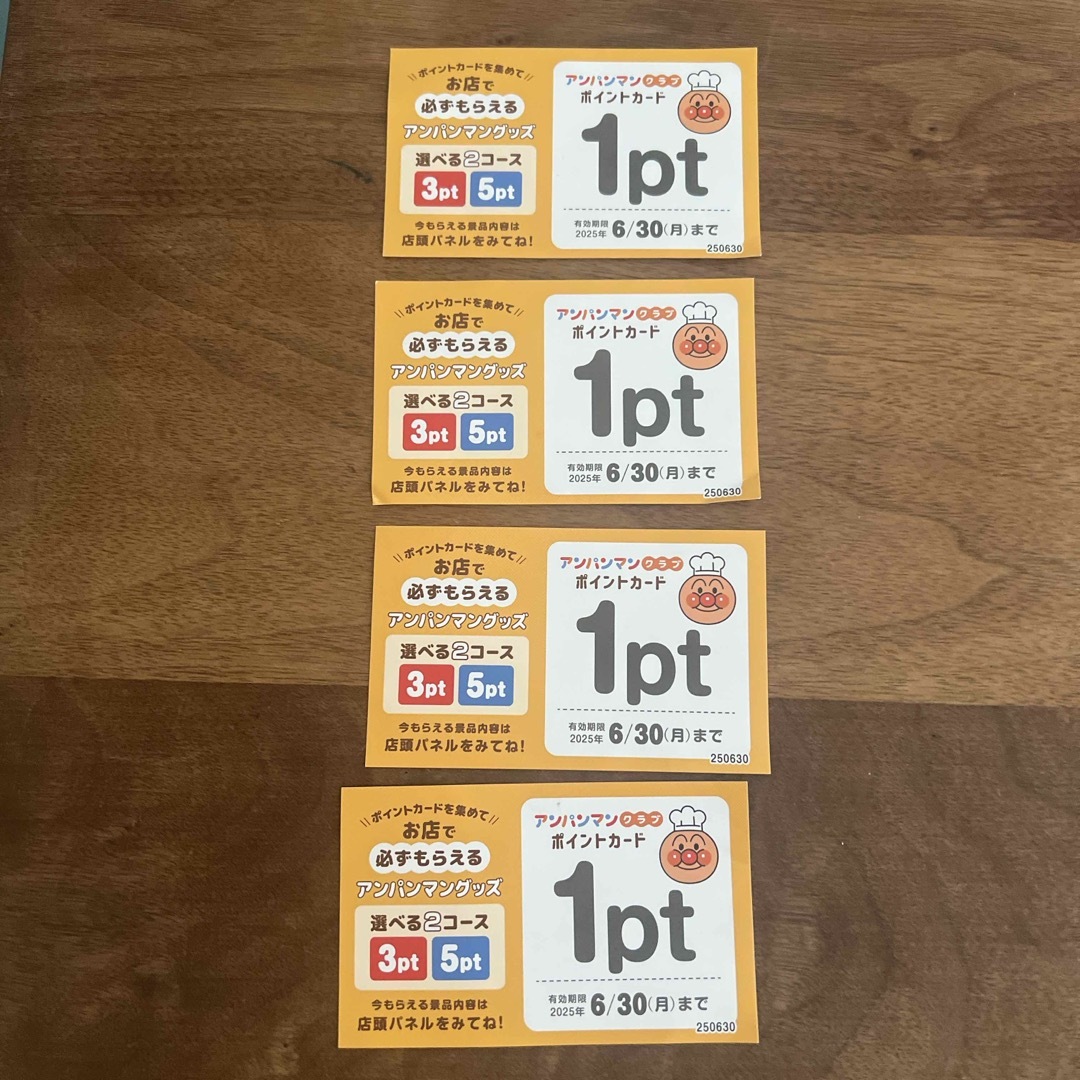 ポイントカードを集めて
お店で
必ずもらえる
アンパンマングッズ
選べる2コース
3pt 5pt
今もらえる景品内容は
店頭パネルをみてね!
アンパンマンクラブ
ポイントカード
1pt
有効期限
2025年 6/30(月)まで
250630
ポイントカードを集めて
お店で
必ずもらえる
アンパンマングッズ
選べる2コース
3pt 5pt
今もらえる景品内容は
店頭パネルをみてね!
アンパンマンクラブ
ポイントカード
1pt
有効期限
2025年 6/30(月)まで
250630
ポイントカードを集めて
お店で
必ずもらえる
アンパンマングッズ
選べる2コース
3pt 5pt
今もらえる景品内容は
店頭パネルをみてね!
アンパンマンクラブ
ポイントカード
1pt
有効期限
2025年 6/30(月)まで
250630
ポイントカードを集めて
お店で
必ずもらえる
アンパンマングッズ
選べる2コース
3pt 5pt
今もらえる景品内容は
店頭パネルをみてね!
アンパンマンクラブ
ポイントカード
1pt
有効期限
2025年 6/30(月)まで
250630